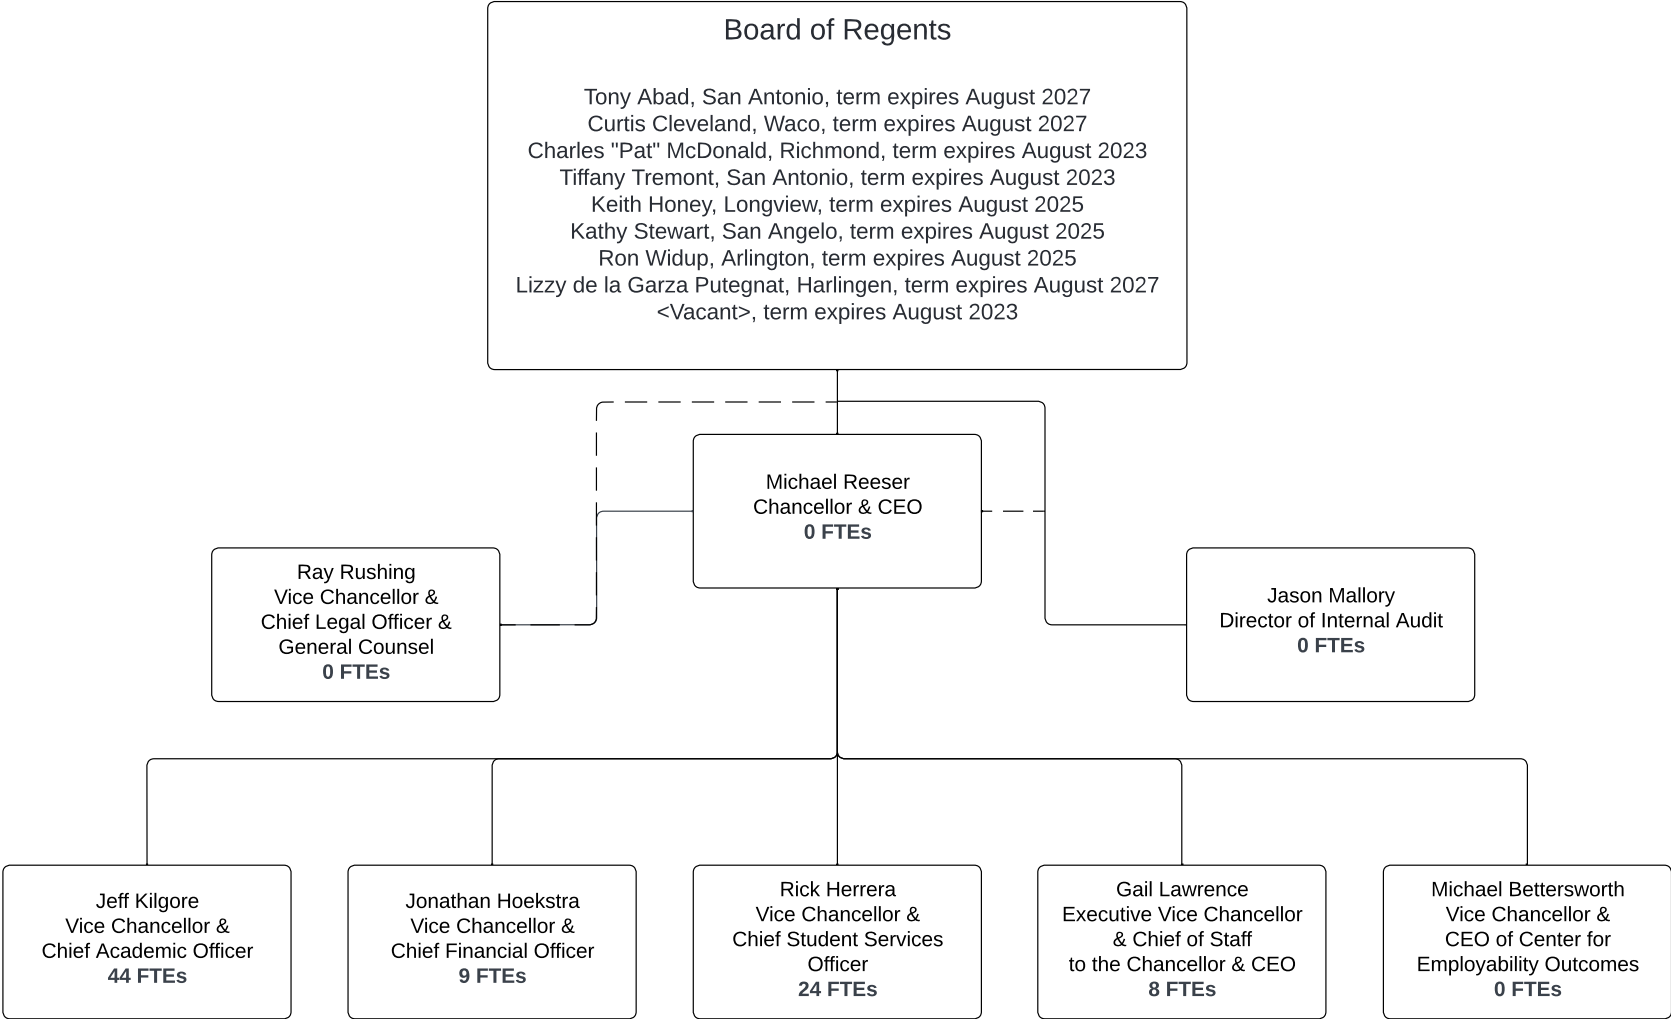 Board of Regents
Tony Abad, San Antonio, term expires August 2027
Curtis Cleveland, Waco, term expires August 2027
Charles "Pat" McDonald, Richmond, term expires August 2023
Tiffany Tremont, San Antonio, term expires August 2023
Keith Honey, Longview, term expires August 2025
Kathy Stewart, San Angelo, term expires August 2025
Ron Widup, Arlington, term expires August 2025
Lizzy de la Garza Putegnat, Harlingen, term expires August 2027
<Vacant>, term expires August 2023
Michael Reeser
Chancellor & CEO
0 FTEs
Ray Rushing
Vice Chancellor &
Chief Legal Officer &
General Counsel
0 FTEs
Jason Mallory
Director of Internal Audit
0 FTEs
Jeff Kilgore
Vice Chancellor &
Chief Academic Officer
44 FTEs
Jonathan Hoekstra
Vice Chancellor &
Chief Financial Officer
9 FTEs
Rick Herrera
Vice Chancellor &
Chief Student Services
Officer
24 FTEs
Gail Lawrence
Executive Vice Chancellor
& Chief of Staff
to the Chancellor & CEO
8 FTEs
Michael Bettersworth
Vice Chancellor &
CEO of Center for
Employability Outcomes
0 FTEs